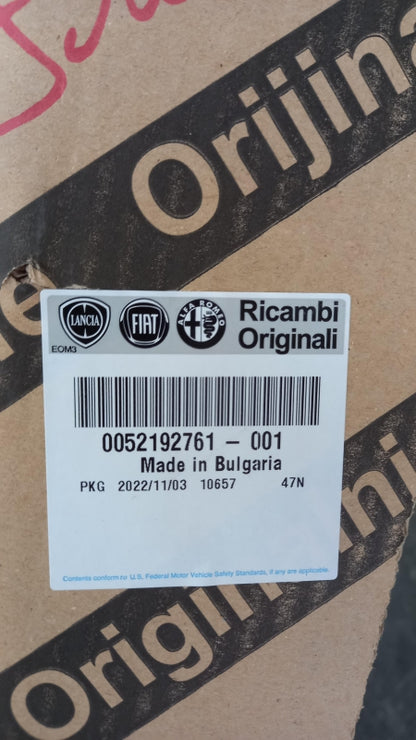 Orijina
LANCIA
FIAT
ALFA ROMEO
Ricambi
Originali
EOM3
0052192761 - 001
Made in Bulgaria
PKG 2022/11/03 10657 47N
Contents conform to U.S. Federal Motor Vehicle Safety Standards, if any are applicable.
Origin